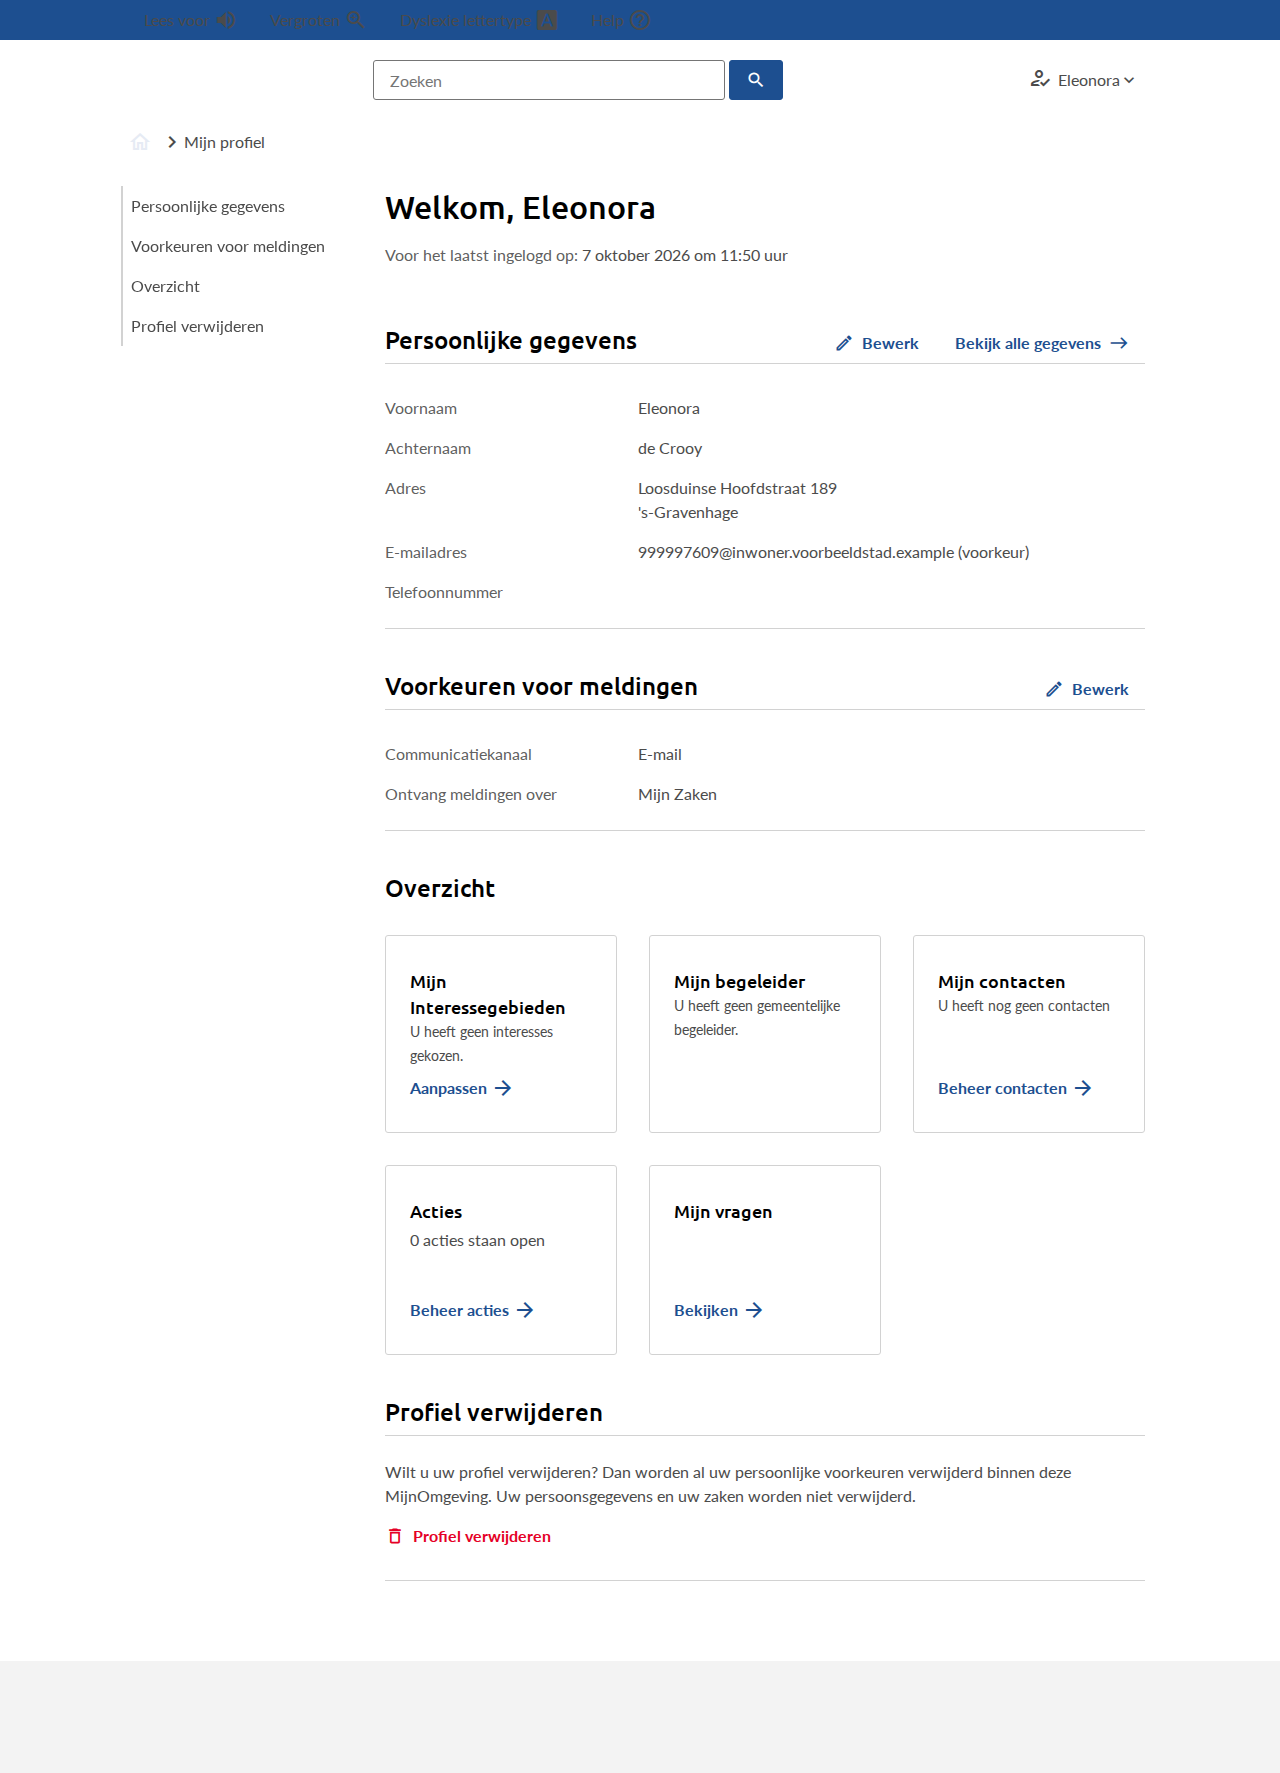 Lees voor
Vergroten
Dyslexie lettertype
Help
Zoeken
Eleonora
Mijn profiel
Persoonlijke gegevens
Voorkeuren voor meldingen
Overzicht
Profiel verwijderen
Welkom, Eleonora
Voor het laatst ingelogd op: 7 oktober 2026 om 11:50 uur
Persoonlijke gegevens
Bewerk
Bekijk alle gegevens
Voornaam Eleonora
Achternaam de Crooy
Adres Loosduinse Hoofdstraat 189
's-Gravenhage
E-mailadres 999997609@inwoner.voorbeeldstad.example (voorkeur)
Telefoonnummer
Voorkeuren voor meldingen
Bewerk
Communicatiekanaal E-mail
Ontvang meldingen over Mijn Zaken
Overzicht
Mijn
Interessegebieden
U heeft geen interesses
gekozen.
Aanpassen
Mijn begeleider
U heeft geen gemeentelijke
begeleider.
Mijn contacten
U heeft nog geen contacten
Beheer contacten
Acties
0 acties staan open
Beheer acties
Mijn vragen
Bekijken
Profiel verwijderen
Wilt u uw profiel verwijderen? Dan worden al uw persoonlijke voorkeuren verwijderd binnen deze
MijnOmgeving. Uw persoonsgegevens en uw zaken worden niet verwijderd.
Profiel verwijderen